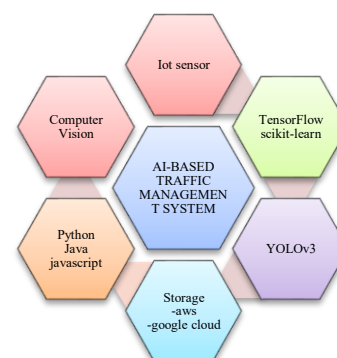 Iot sensor
TensorFlow
scikit-learn
YOLOv3
Storage
-aws
-google cloud
Python
Java
javascript
Computer
Vision
AI-BASED
TRAFFIC
MANAGEMEN
T SYSTEM